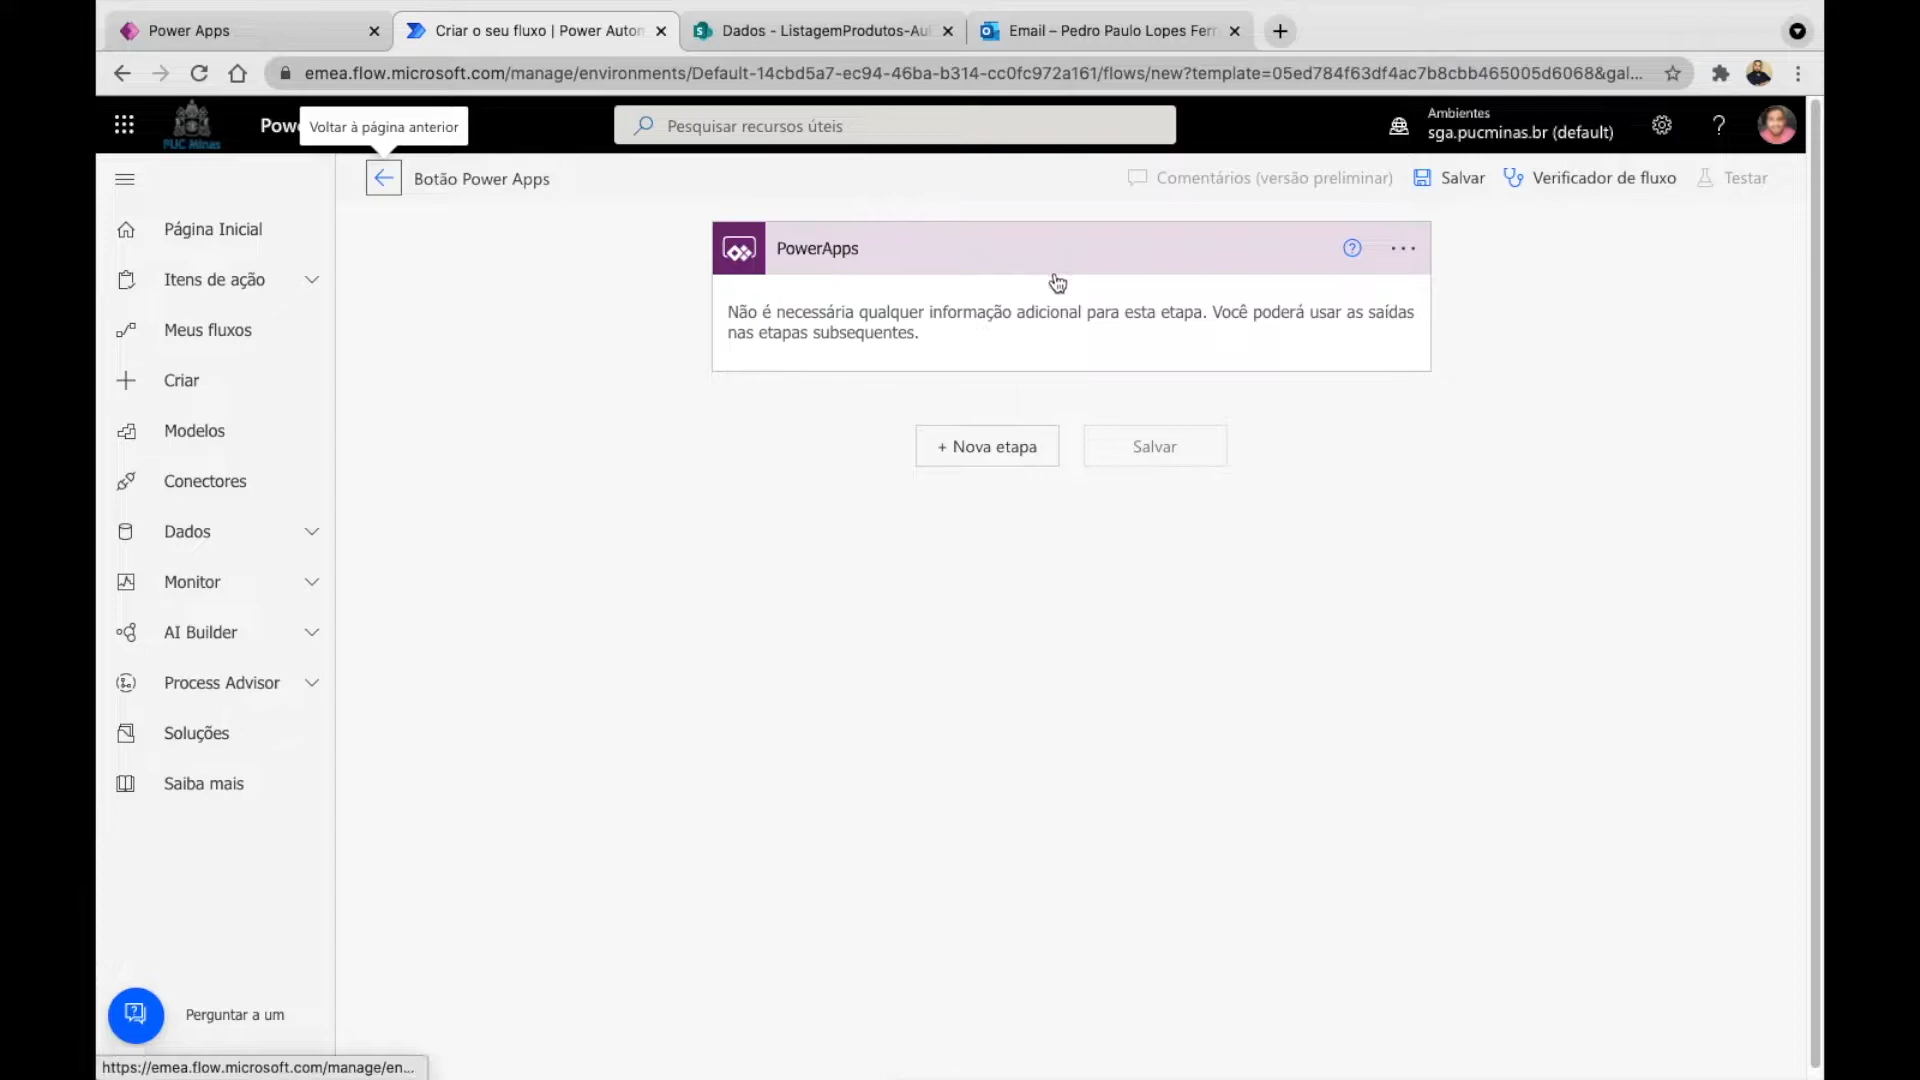 Power Apps
Criar o seu fluxo | Power Autom
Dados - ListagemProdutos-Aul
Email – Pedro Paulo Lopes Ferr
emea.flow.microsoft.com/manage/environments/Default-14cbd5a7-ec94-46ba-b314-cc0fc972a161/flows/new?template=05ed784f63df4ac7b8cbb465005d6068&gal...
PUC Minas
Pow
Voltar à página anterior
Pesquisar recursos úteis
Ambientes
sga.pucminas.br (default)
?
Botão Power Apps
Comentários (versão preliminar)
Salvar
Verificador de fluxo
Testar
Página Inicial
Itens de ação
Meus fluxos
Criar
Modelos
Conectores
Dados
Monitor
AI Builder
Process Advisor
Soluções
Saiba mais
PowerApps
?
...
Não é necessária qualquer informação adicional para esta etapa. Você poderá usar as saídas
nas etapas subsequentes.
+ Nova etapa
Salvar
Perguntar a um
https://emea.flow.microsoft.com/manage/en...